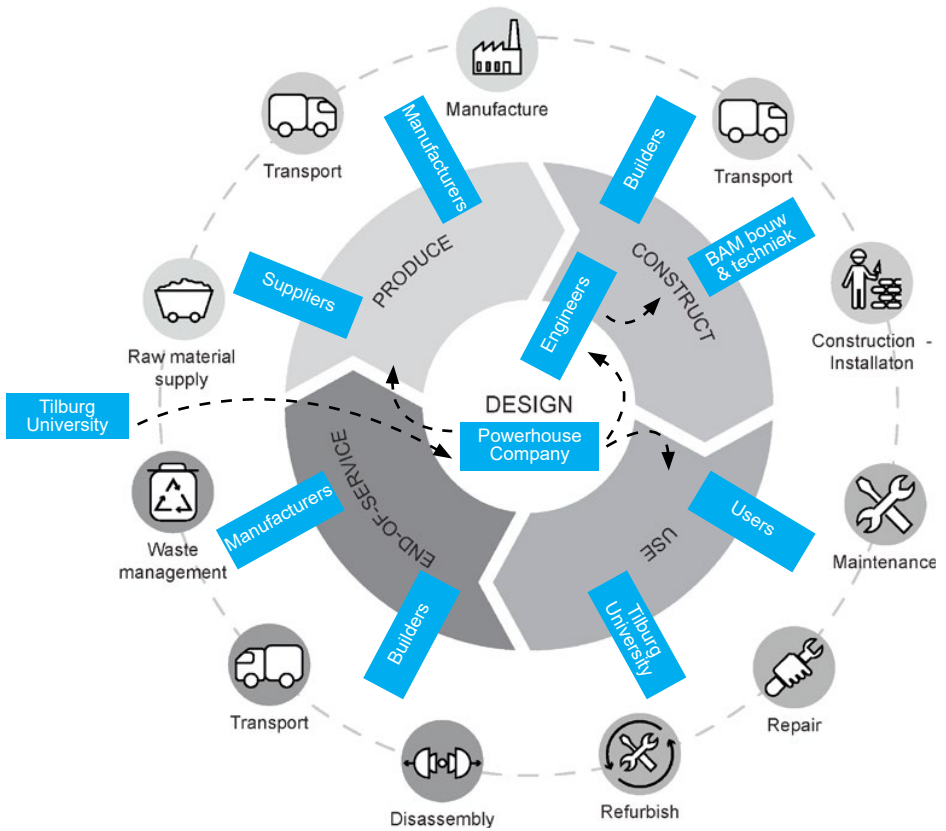 Manufacture
Transport
Manufacturers
Builders
Transport
BAM bouw
& techniek
PRODUCE
CONSTRUCT
Suppliers
Engineers
Raw material
supply
Construction -
Installaton
Tilburg
University
DESIGN
Powerhouse
Company
END-OF-SERVICE
USE
Manufacturers
Users
Waste
management
Maintenance
Builders
Tilburg
University
Transport
Repair
Disassembly
Refurbish